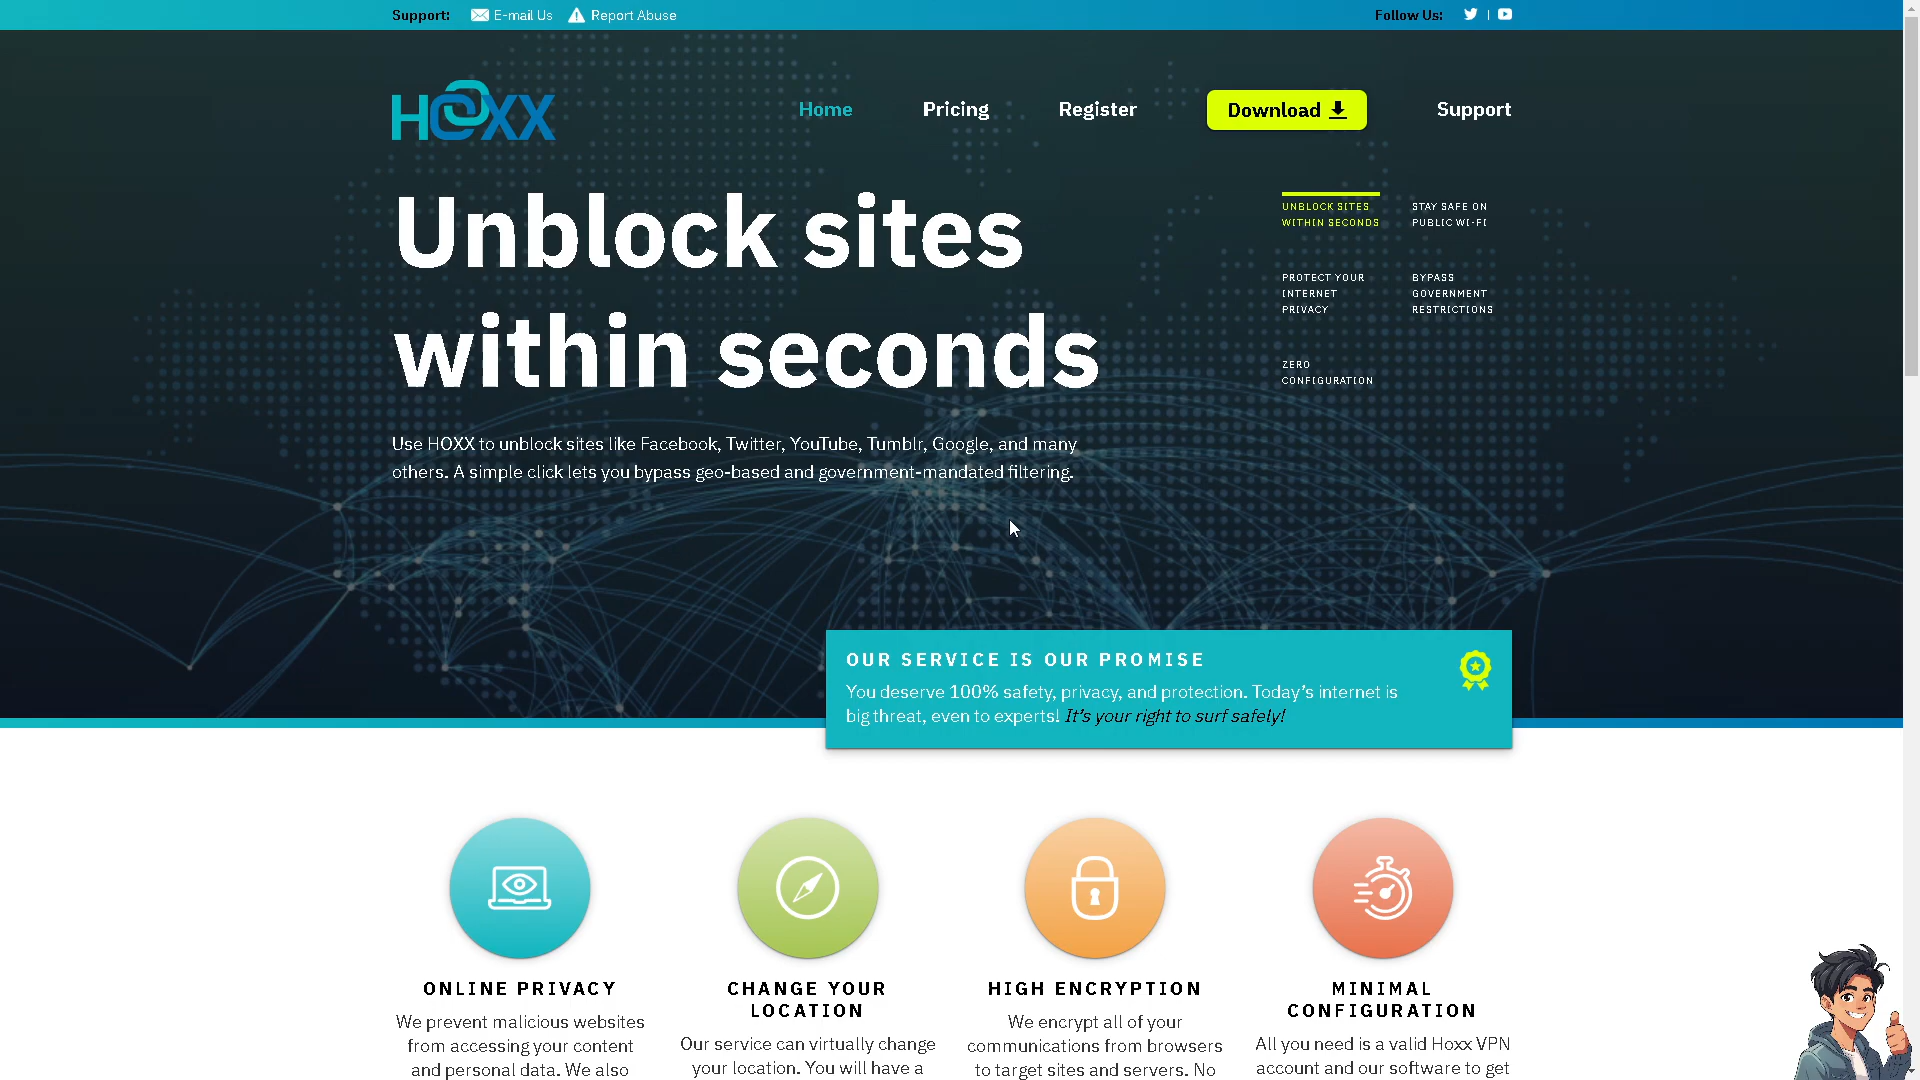 Support: E-mail Us Report Abuse Follow Us: |
HOXX Home Pricing Register Download Support
Unblock sites
within seconds
UNBLOCK SITES
WITHIN SECONDS
STAY SAFE ON
PUBLIC WI-FI
PROTECT YOUR
INTERNET
PRIVACY
BYPASS
GOVERNMENT
RESTRICTIONS
ZERO
CONFIGURATION
Use HOXX to unblock sites like Facebook, Twitter, YouTube, Tumblr, Google, and many
others. A simple click lets you bypass geo-based and government-mandated filtering.
OUR SERVICE IS OUR PROMISE
You deserve 100% safety, privacy, and protection. Today's internet is
big threat, even to experts! It's your right to surf safely!
ONLINE PRIVACY
We prevent malicious websites
from accessing your content
and personal data. We also
CHANGE YOUR
LOCATION
Our service can virtually change
your location. You will have a
HIGH ENCRYPTION
We encrypt all of your
communications from browsers
to target sites and servers. No
MINIMAL
CONFIGURATION
All you need is a valid Hoxx VPN
account and our software to get